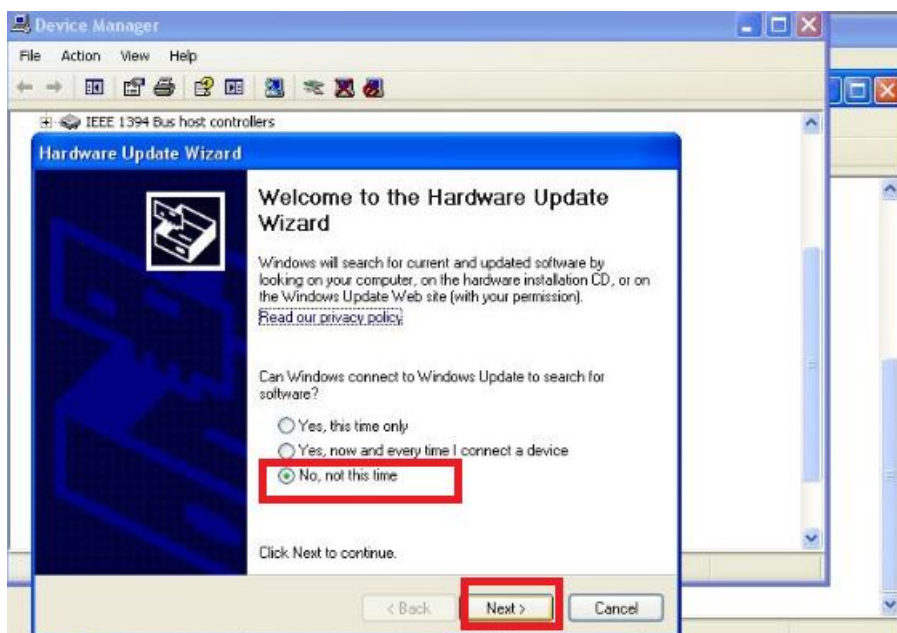 Device Manager
File Action View Help
IEEE 1394 Bus host controllers
Hardware Update Wizard
Welcome to the Hardware Update
Wizard
Windows will search for current and updated software by
looking on your computer, on the hardware installation CD, or on
the Windows Update Web site (with your permission).
Read our privacy policy
Can Windows connect to Windows Update to search for
software?
Yes, this time only
Yes, now and every time I connect a device
No, not this time
Click Next to continue.
< Back Next > Cancel